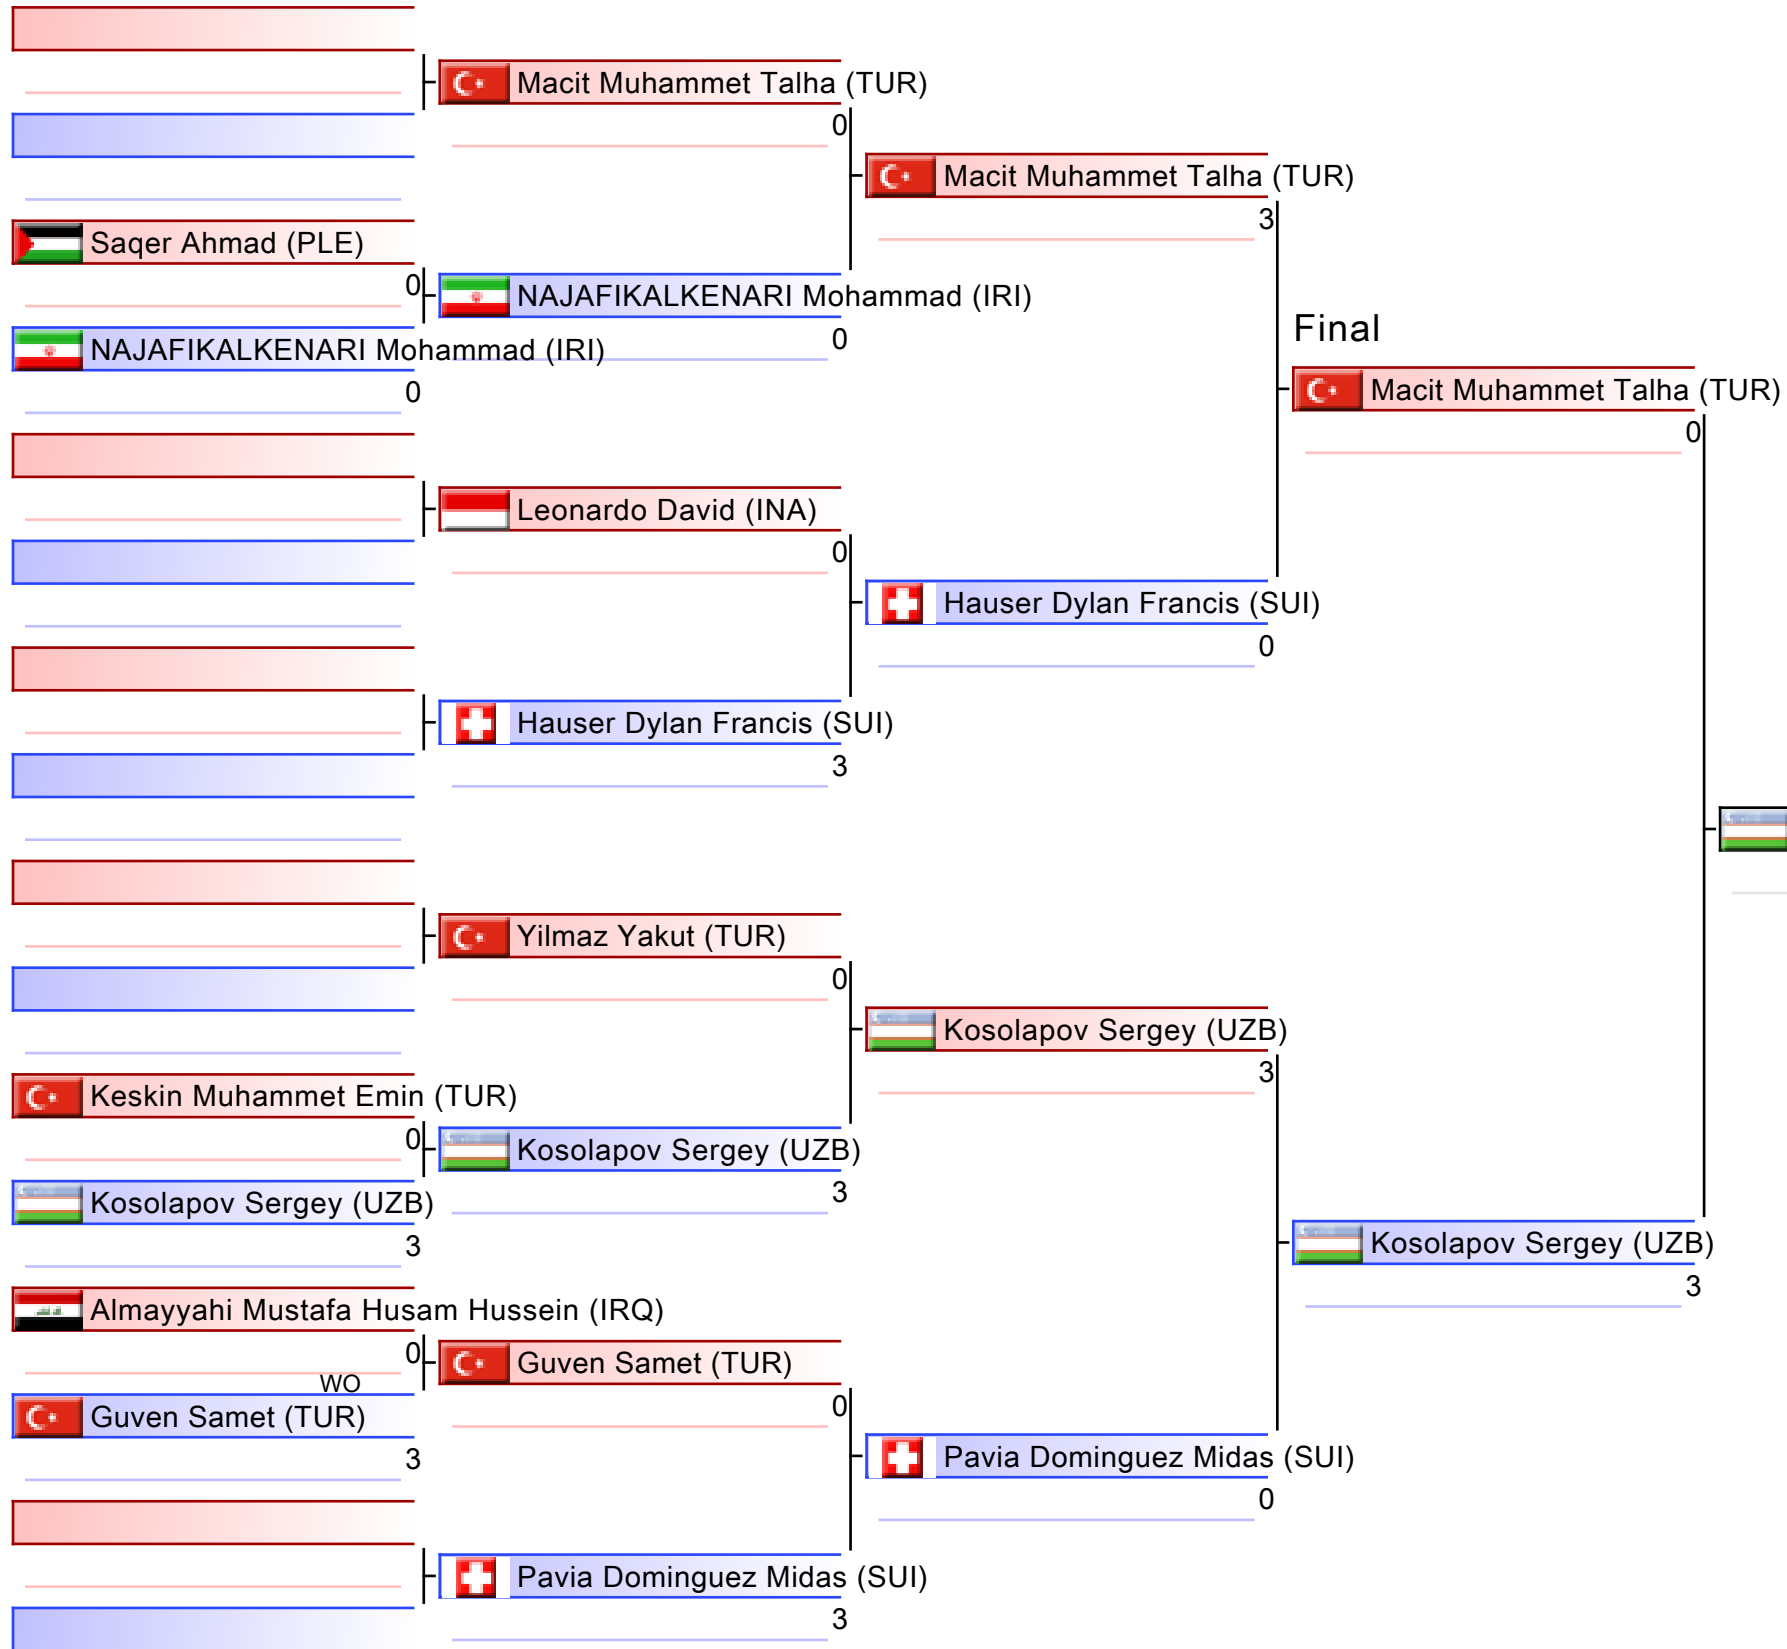 Macit Muhammet Talha (TUR)
0
Macit Muhammet Talha (TUR)
3
Saqer Ahmad (PLE)
0
NAJAFIKALKENARI Mohammad (IRI)
0
NAJAFIKALKENARI Mohammad (IRI)
0
Final
Macit Muhammet Talha (TUR)
0
Leonardo David (INA)
0
Hauser Dylan Francis (SUI)
0
Hauser Dylan Francis (SUI)
3
Yilmaz Yakut (TUR)
0
Kosolapov Sergey (UZB)
3
Keskin Muhammet Emin (TUR)
0
Kosolapov Sergey (UZB)
3
Kosolapov Sergey (UZB)
3
Kosolapov Sergey (UZB)
3
Almayyahi Mustafa Husam Hussein (IRQ)
0
WO
Guven Samet (TUR)
0
Guven Samet (TUR)
3
Pavia Dominguez Midas (SUI)
0
Pavia Dominguez Midas (SUI)
3